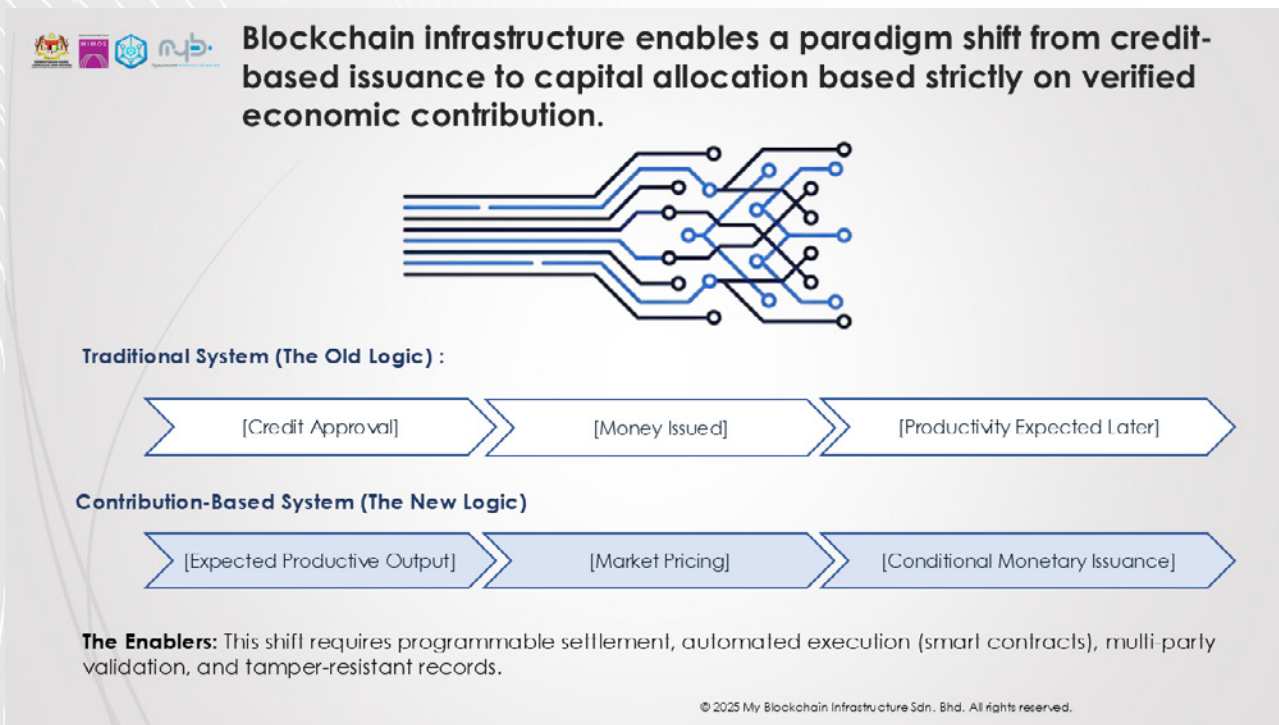 MIMOS
Blockchain infrastructure enables a paradigm shift from credit-
based issuance to capital allocation based strictly on verified
economic contribution.
Traditional System (The Old Logic) :
[Credit Approval]
[Money Issued]
[Productivity Expected Later]
Contribution-Based System (The New Logic)
[Expected Productive Output]
[Market Pricing]
[Conditional Monetary Issuance]
The Enablers: This shift requires programmable settlement, automated execution (smart contracts), multi-party
validation, and tamper-resistant records.
© 2025 My Blockchain Infrastructure Sdn. Bhd. All rights reserved.